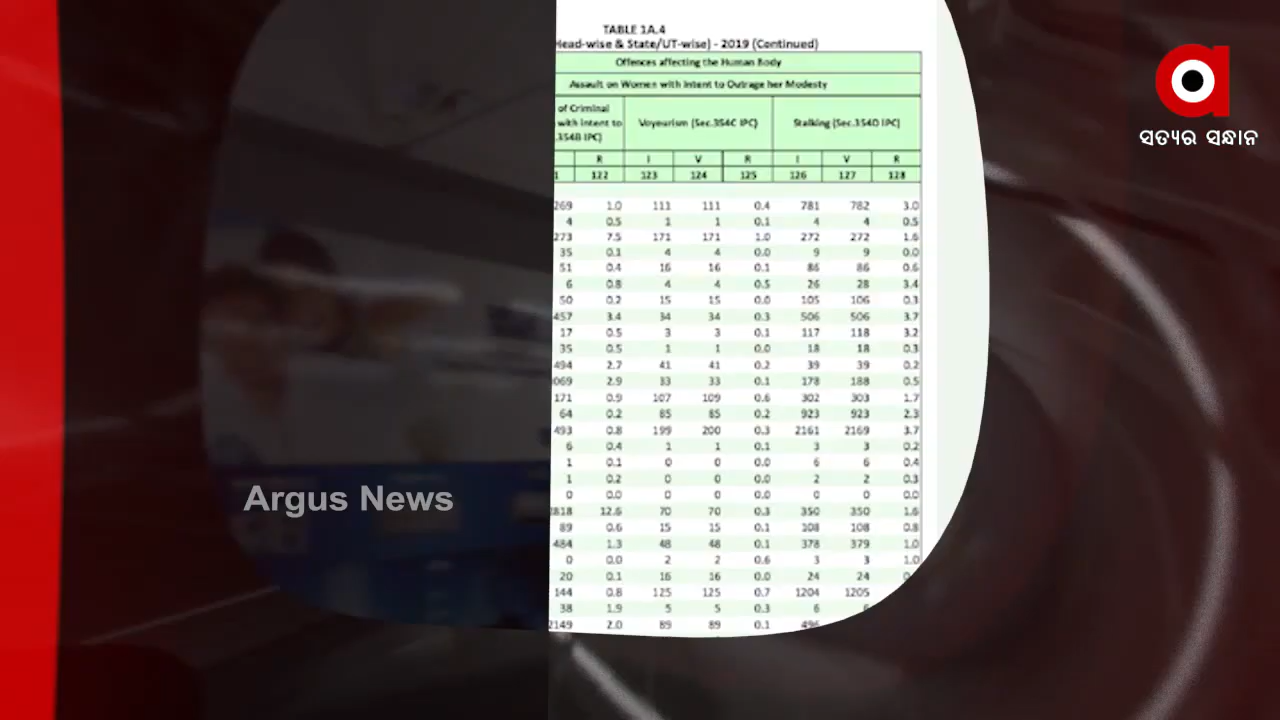 TABLE 1A.4
Head-wise & State/UT-wise) - 2019 (Continued)
Offences affecting the Human Body
Assault on Women with Intent to Outrage her Modesty
of Criminal
with Intent to
.354B IPC)
Voyeurism (Sec.354C IPC)
Stalking (Sec.354D IPC)
R I V R I V R
1 122 123 124 125 126 127 128
269 1.0 111 111 0.4 781 782 3.0
4 0.5 1 1 0.1 4 4 0.5
273 7.5 171 171 1.0 272 272 1.6
35 0.1 4 4 0.0 9 9 0.0
51 0.4 16 16 0.1 86 86 0.6
6 0.8 4 4 0.5 26 28 3.4
50 0.2 15 15 0.0 105 106 0.3
457 3.4 34 34 0.3 506 506 3.7
17 0.5 3 3 0.1 117 118 3.2
35 0.5 1 1 0.0 18 18 0.3
494 2.7 41 41 0.2 39 39 0.2
069 2.9 33 33 0.1 178 188 0.5
171 0.9 107 109 0.6 302 303 1.7
64 0.2 85 85 0.2 923 923 2.3
493 0.8 199 200 0.3 2161 2169 3.7
6 0.4 1 1 0.1 3 3 0.2
1 0.1 0 0 0.0 6 6 0.4
1 0.2 0 0 0.0 2 2 0.3
0 0.0 0 0 0.0 0 0 0.0
818 12.6 70 70 0.3 350 350 1.6
89 0.6 15 15 0.1 108 108 0.8
484 1.3 48 48 0.1 378 379 1.0
0 0.0 2 2 0.6 3 3 1.0
20 0.1 16 16 0.0 24 24
144 0.8 125 125 0.7 1204 1205
38 1.9 5 5 0.3 6
2149 2.0 89 89 0.1 496
ସତ୍ୟର ସନ୍ଧାନ
Argus News